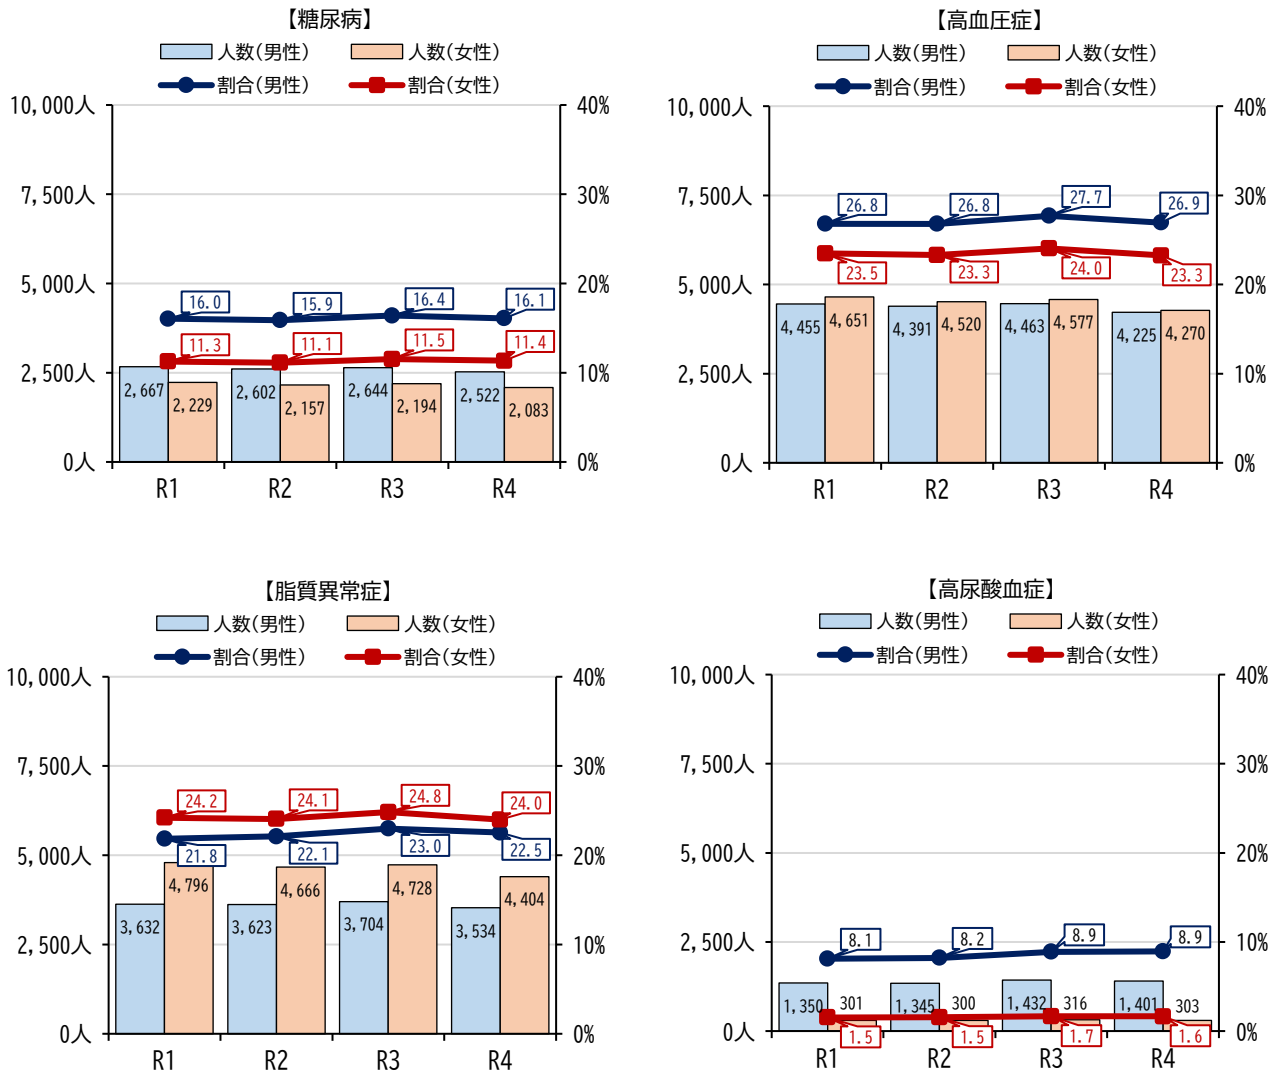 【糖尿病】
人数(男性) 人数(女性)
割合(男性) 割合(女性)
10,000人 40%
7,500人 30%
5,000人 20%
16.0 15.9 16.4 16.1
11.3 11.1 11.5 11.4
2,500人 10%
2,667 2,229 2,602 2,157 2,644 2,194 2,522 2,083
0人 0%
R1 R2 R3 R4
【高血圧症】
人数(男性) 人数(女性)
割合(男性) 割合(女性)
10,000人 40%
7,500人 30%
26.8 26.8 27.7 26.9
23.5 23.3 24.0 23.3
5,000人 20%
4,455 4,651 4,391 4,520 4,463 4,577 4,225 4,270
2,500人 10%
0人 0%
R1 R2 R3 R4
【脂質異常症】
人数(男性) 人数(女性)
割合(男性) 割合(女性)
10,000人 40%
7,500人 30%
24.2 24.1 24.8 24.0
21.8 22.1 23.0 22.5
5,000人 20%
3,632 4,796 3,623 4,666 3,704 4,728 3,534 4,404
2,500人 10%
0人 0%
R1 R2 R3 R4
【高尿酸血症】
人数(男性) 人数(女性)
割合(男性) 割合(女性)
10,000人 40%
7,500人 30%
5,000人 20%
2,500人 10%
8.1 8.2 8.9 8.9
1,350 301 1,345 300 1,432 316 1,401 303
0人 0%
1.5 1.5 1.7 1.6
R1 R2 R3 R4